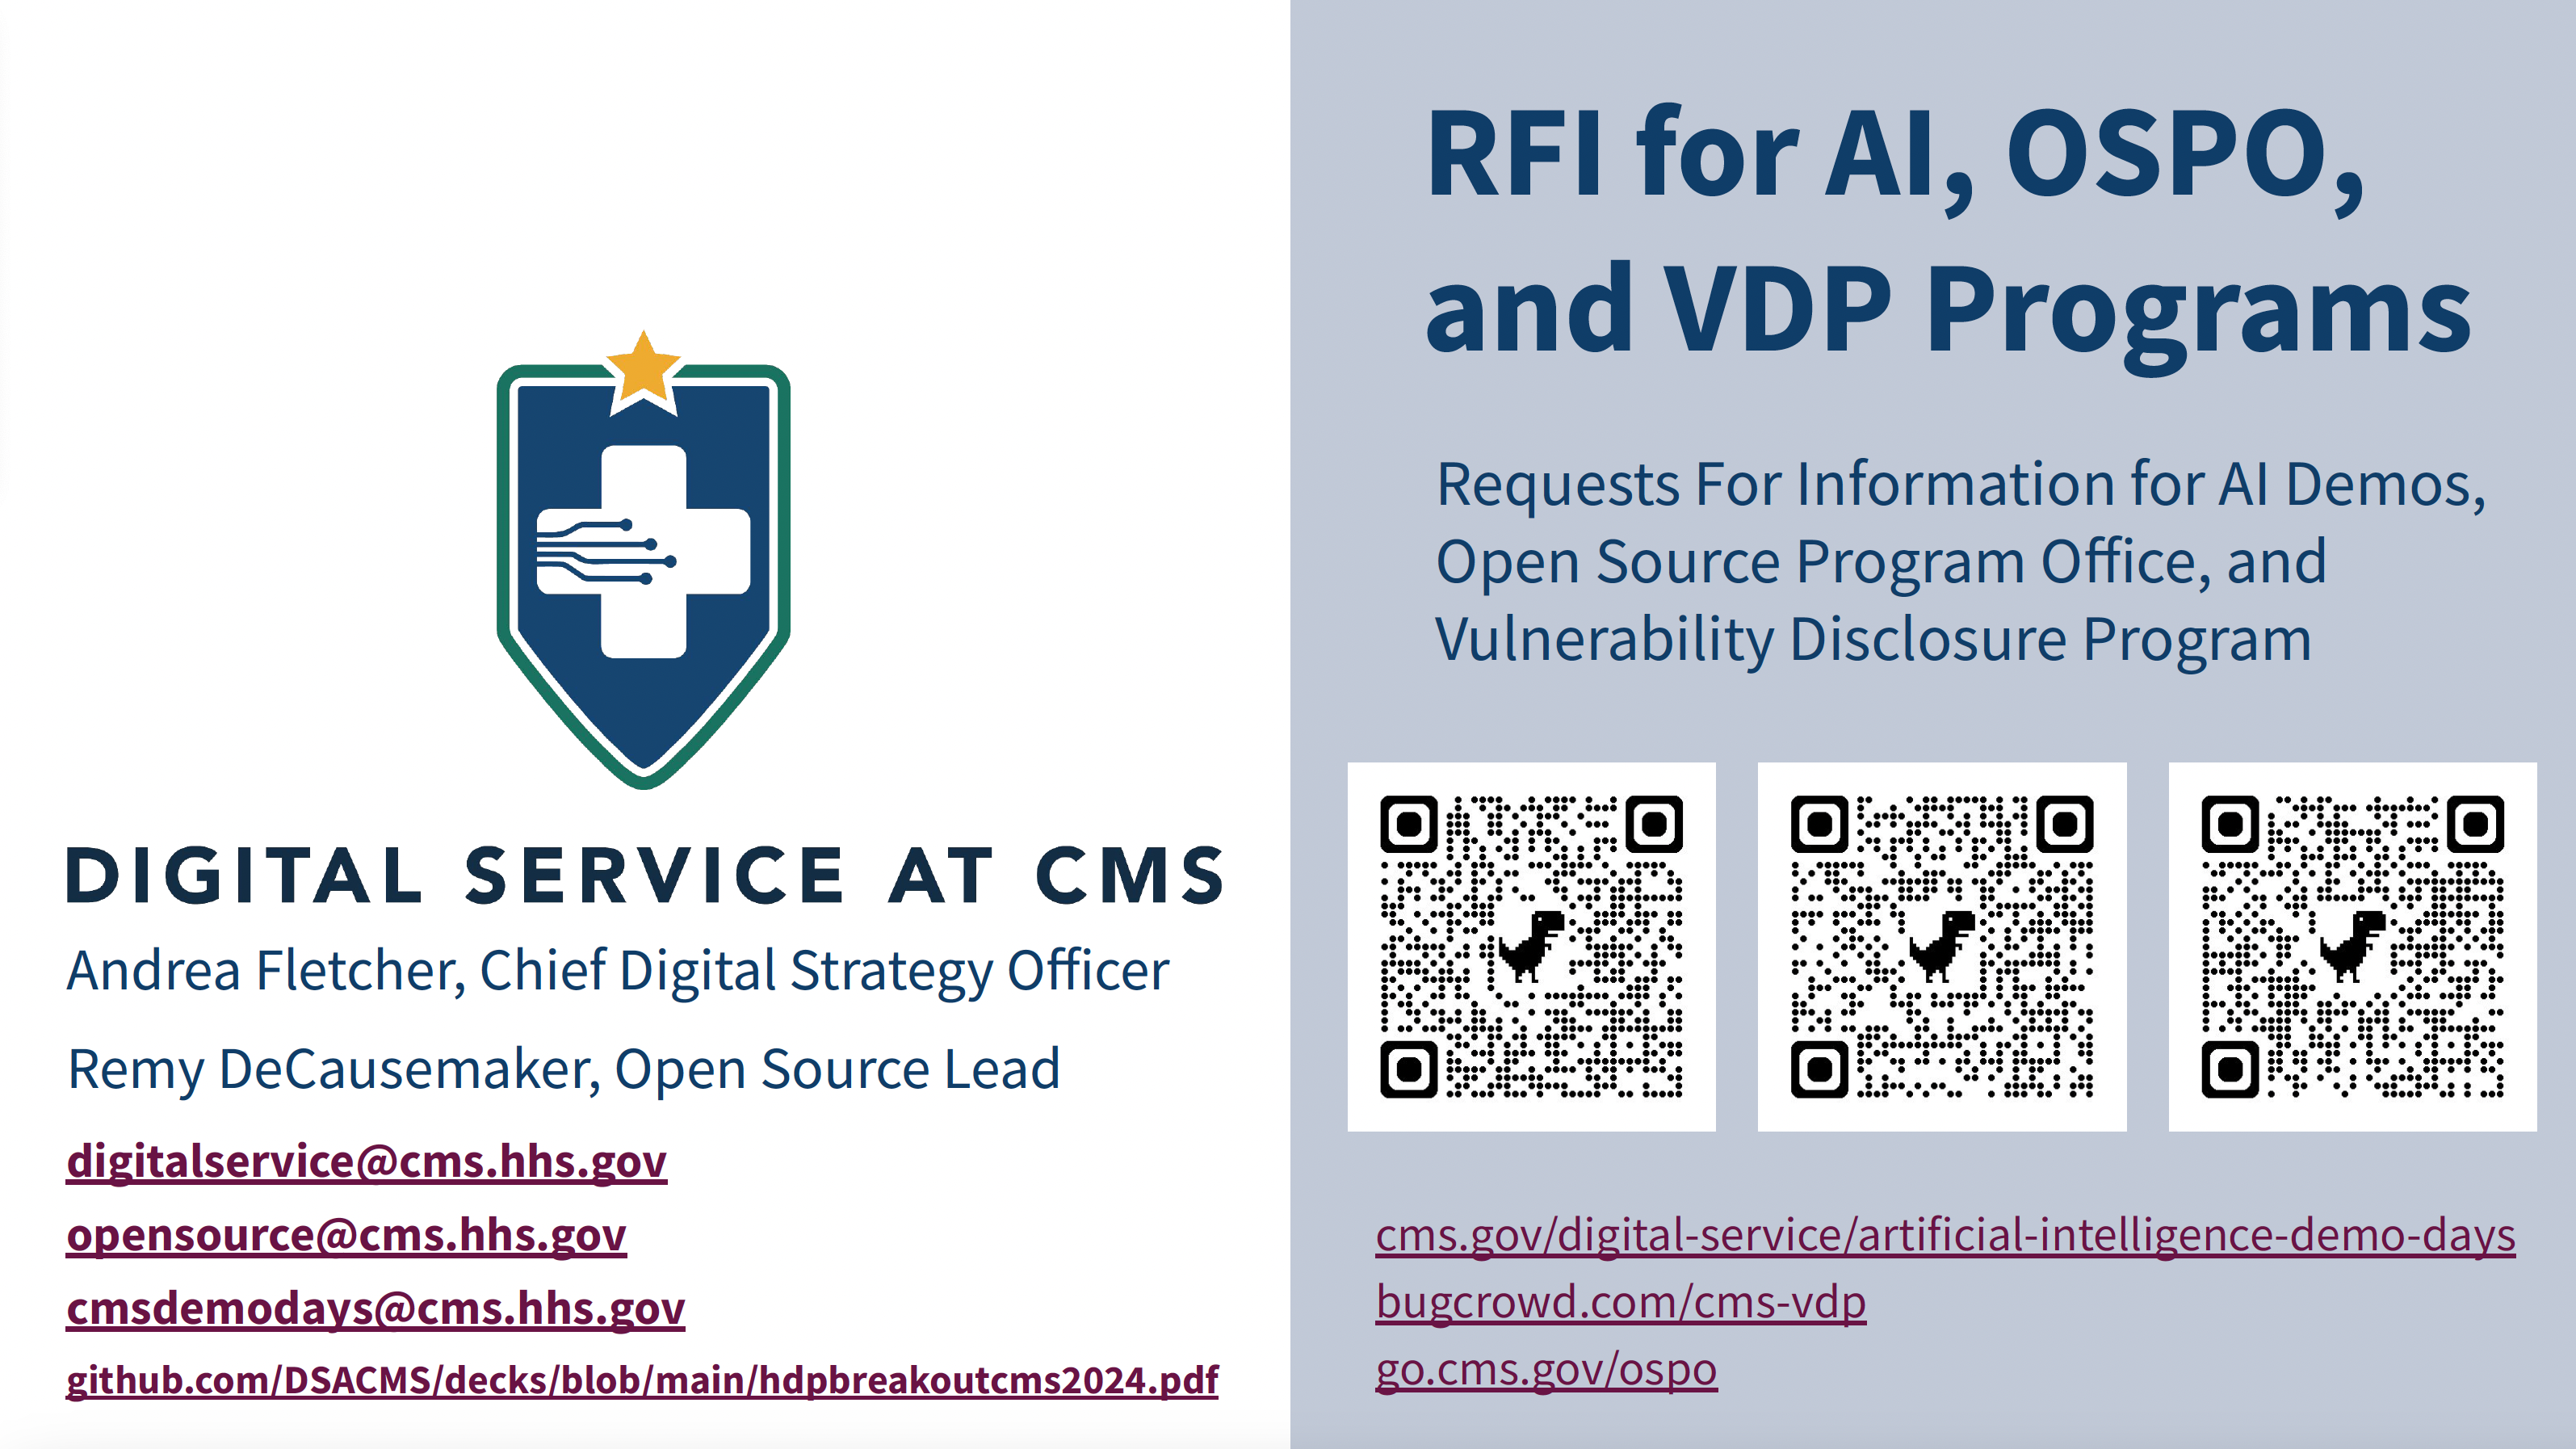 DIGITAL SERVICE AT CMS
Andrea Fletcher, Chief Digital Strategy Officer
Remy DeCausemaker, Open Source Lead
digitalservice@cms.hhs.gov
opensource@cms.hhs.gov
cmsdemodays@cms.hhs.gov
github.com/DSACMS/decks/blob/main/hdpbreakoutcms2024.pdf
RFI for AI, OSPO,
and VDP Programs
Requests For Information for AI Demos,
Open Source Program Office, and
Vulnerability Disclosure Program
cms.gov/digital-service/artificial-intelligence-demo-days
bugcrowd.com/cms-vdp
go.cms.gov/ospo